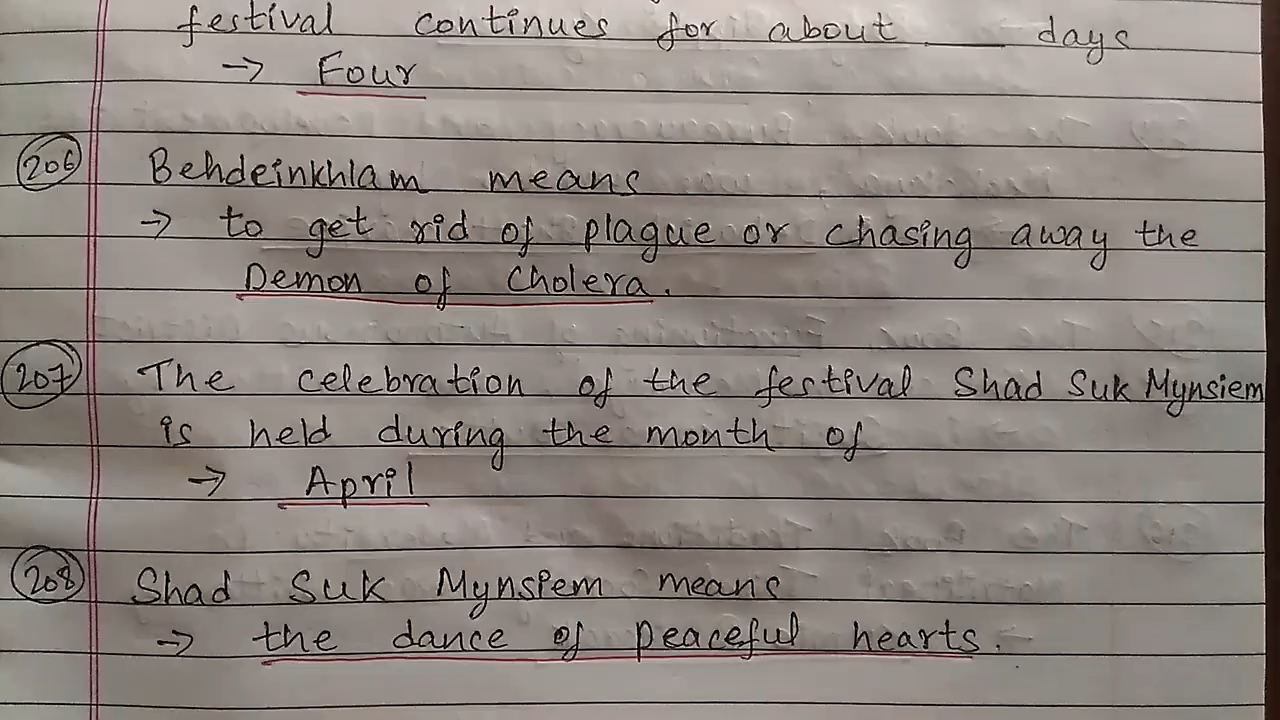 festival continues for about ___ days
→ Four
206 Behdeinkhlam means
→ to get rid of plague or chasing away the
Demon of Cholera.
207 The celebration of the festival Shad Suk Mynsiem
is held during the month of
→ April
208 Shad Suk Mynsiem means
→ the dance of peaceful hearts.